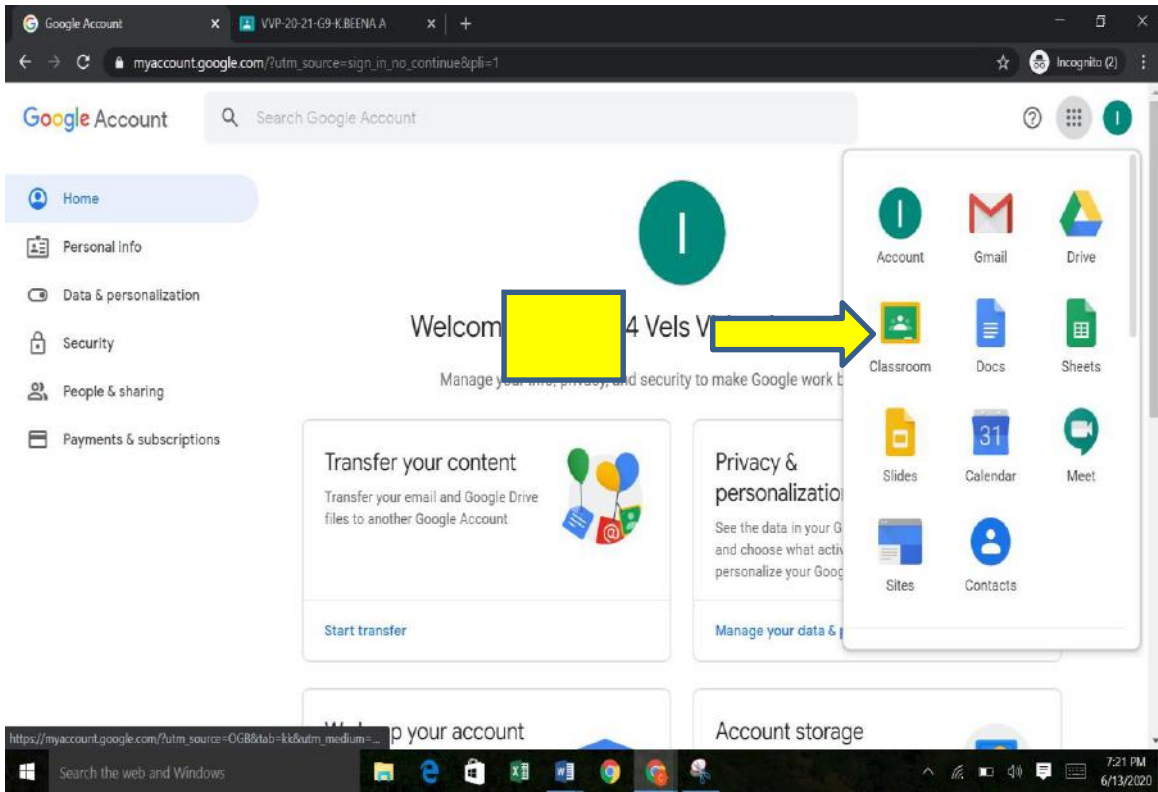 Google Account
VVP-20-21-G9-K.BEENA A
myaccount.google.com/?utm_source=sign_in_no_continue&pli=1
Incognito (2)
Google Account
Search Google Account
I
Home
Personal info
Data & personalization
Security
People & sharing
Payments & subscriptions
I
Welcom 4 Vels V
Manage your info, privacy, and security to make Google work b
Transfer your content
Transfer your email and Google Drive
files to another Google Account
Start transfer
Privacy &
personalizatio
See the data in your G
and choose what activ
personalize your Goog
Manage your data &
I
Account
Gmail
Drive
Classroom
Docs
Sheets
Slides
31
Calendar
Meet
Sites
Contacts
p your account
Account storage
https://myaccount.google.com/?utm_source=OGB&tab=kk&utm_medium=...
Search the web and Windows
7:21 PM
6/13/2020